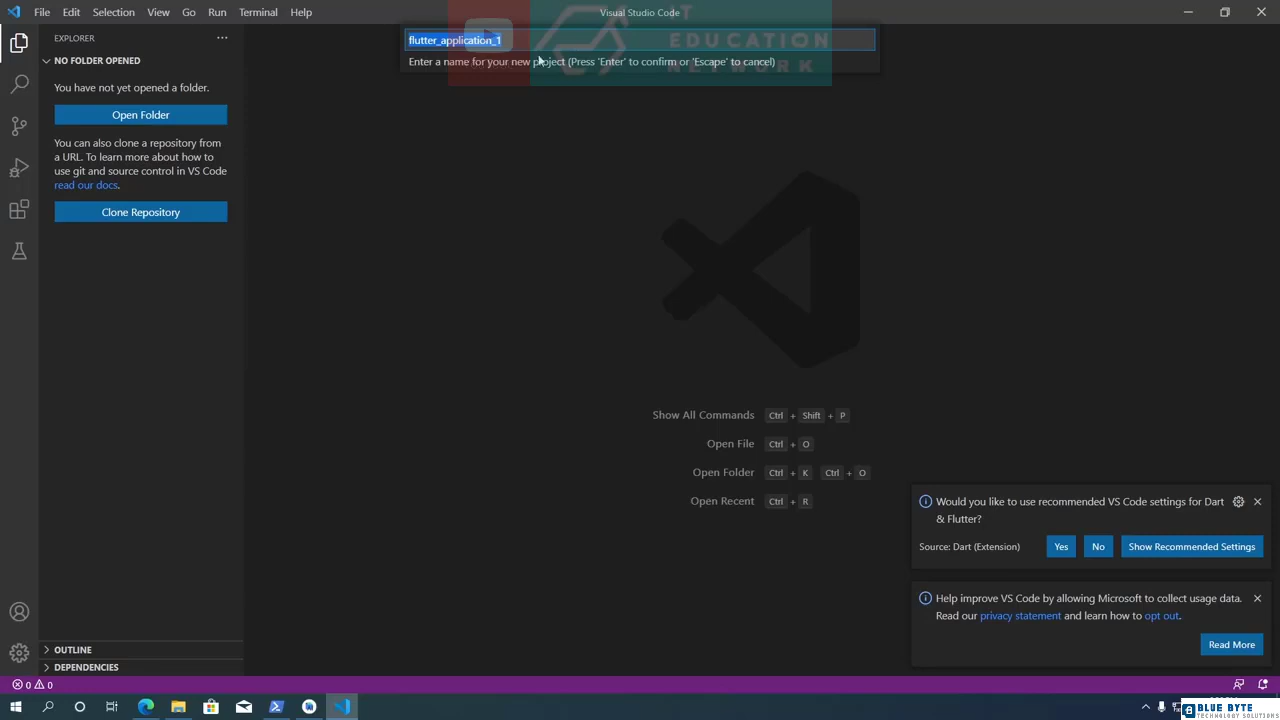 File Edit Selection View Go Run Terminal Help
Visual Studio Code
IT
EDUCATION
NETWORK
flutter_application_1
Enter a name for your new project (Press 'Enter' to confirm or 'Escape' to cancel)
EXPLORER
NO FOLDER OPENED
You have not yet opened a folder.
Open Folder
You can also clone a repository from
a URL. To learn more about how to
use git and source control in VS Code
read our docs.
Clone Repository
Show All Commands Ctrl + Shift + P
Open File Ctrl + O
Open Folder Ctrl + K Ctrl + O
Open Recent Ctrl + R
Would you like to use recommended VS Code settings for Dart
& Flutter?
Source: Dart (Extension) Yes No Show Recommended Settings
Help improve VS Code by allowing Microsoft to collect usage data.
Read our privacy statement and learn how to opt out.
Read More
OUTLINE
DEPENDENCIES
0 0
BLUE BYTE
TECHNOLOGY SOLUTIONS